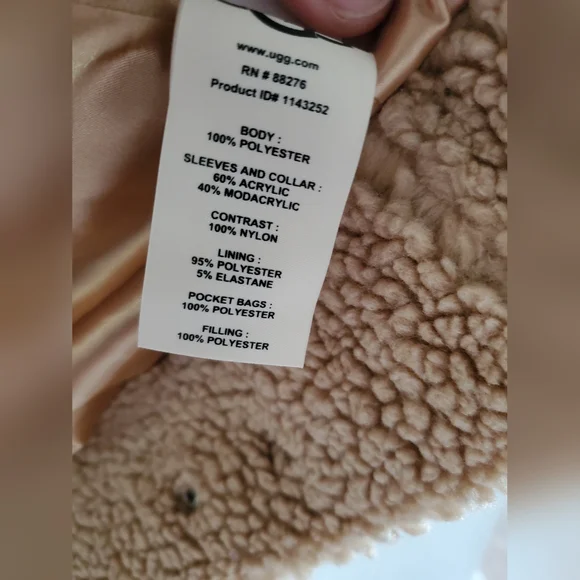 www.ugg.com
RN # 88276
Product ID# 1143252
BODY :
100% POLYESTER
SLEEVES AND COLLAR :
60% ACRYLIC
40% MODACRYLIC
CONTRAST :
100% NYLON
LINING :
95% POLYESTER
5% ELASTANE
POCKET BAGS :
100% POLYESTER
FILLING :
100% POLYESTER